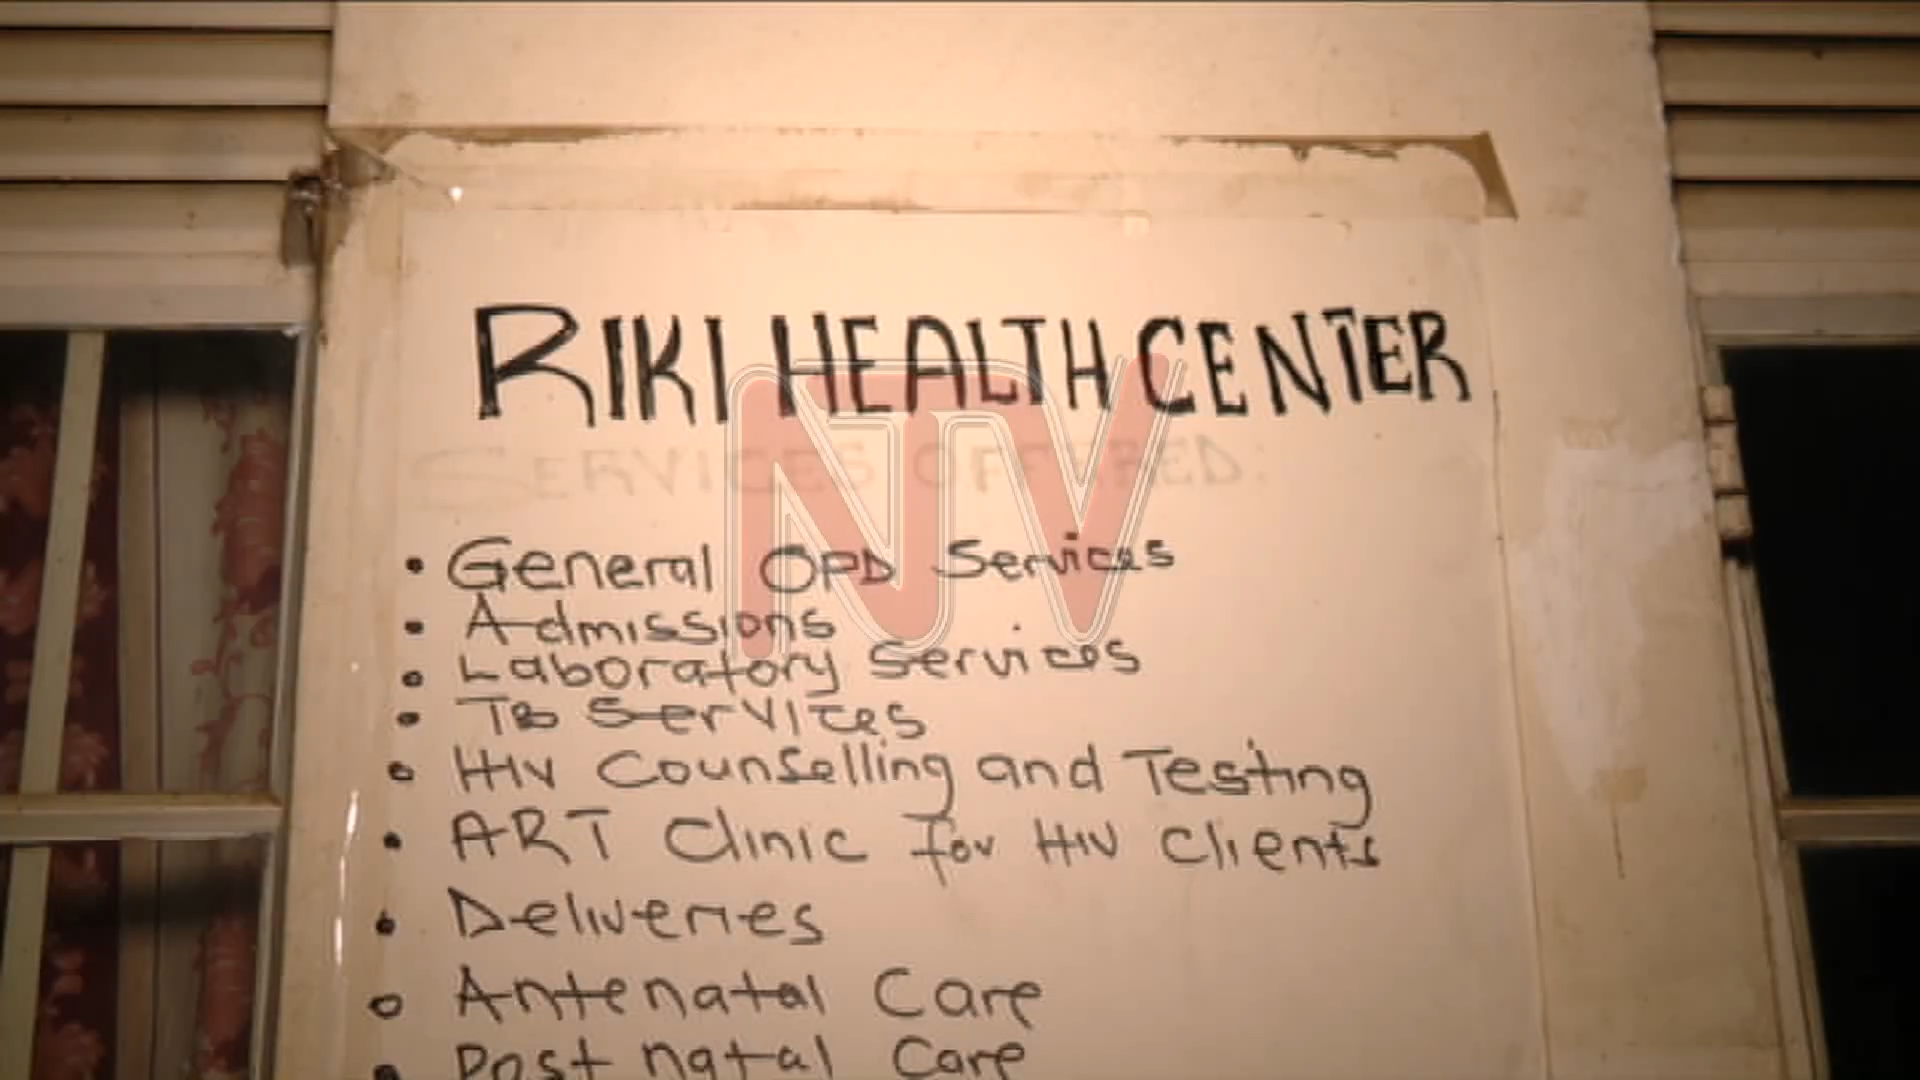 RIKI HEALTH CENTER
SERVICES OFFERED:
• General OPD Services
• Admissions
• Laboratory Services
• TB Services
• HIV Counselling and Testing
• ART Clinic for HIV Clients
• Deliveries
• Antenatal Care
• Post natal Care
NTV